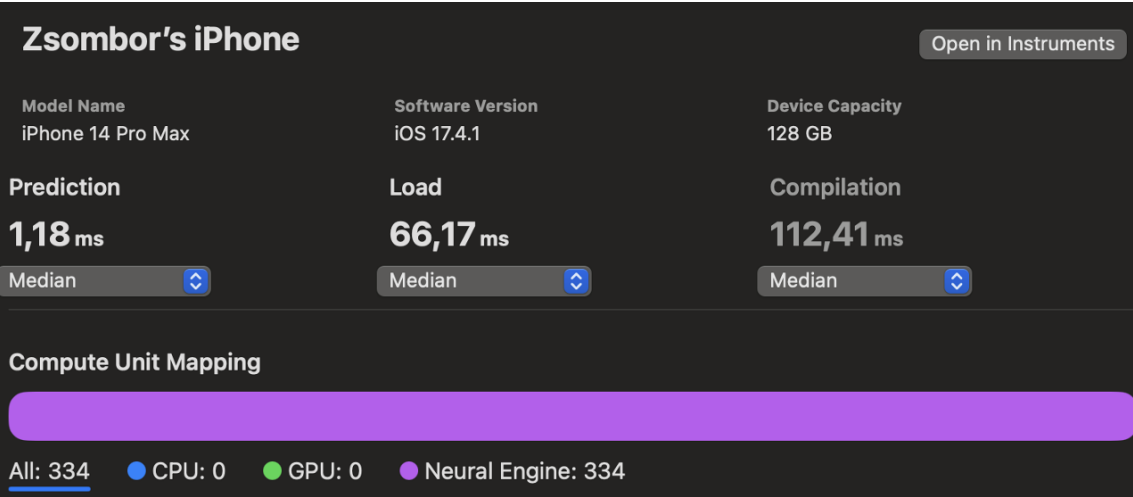 Zsombor's iPhone
Open in Instruments
Model Name
Software Version
Device Capacity
iPhone 14 Pro Max
iOS 17.4.1
128 GB
Prediction
Load
Compilation
1,18 ms
66,17 ms
112,41 ms
Median
Median
Median
Compute Unit Mapping
All: 334
CPU: 0
GPU: 0
Neural Engine: 334